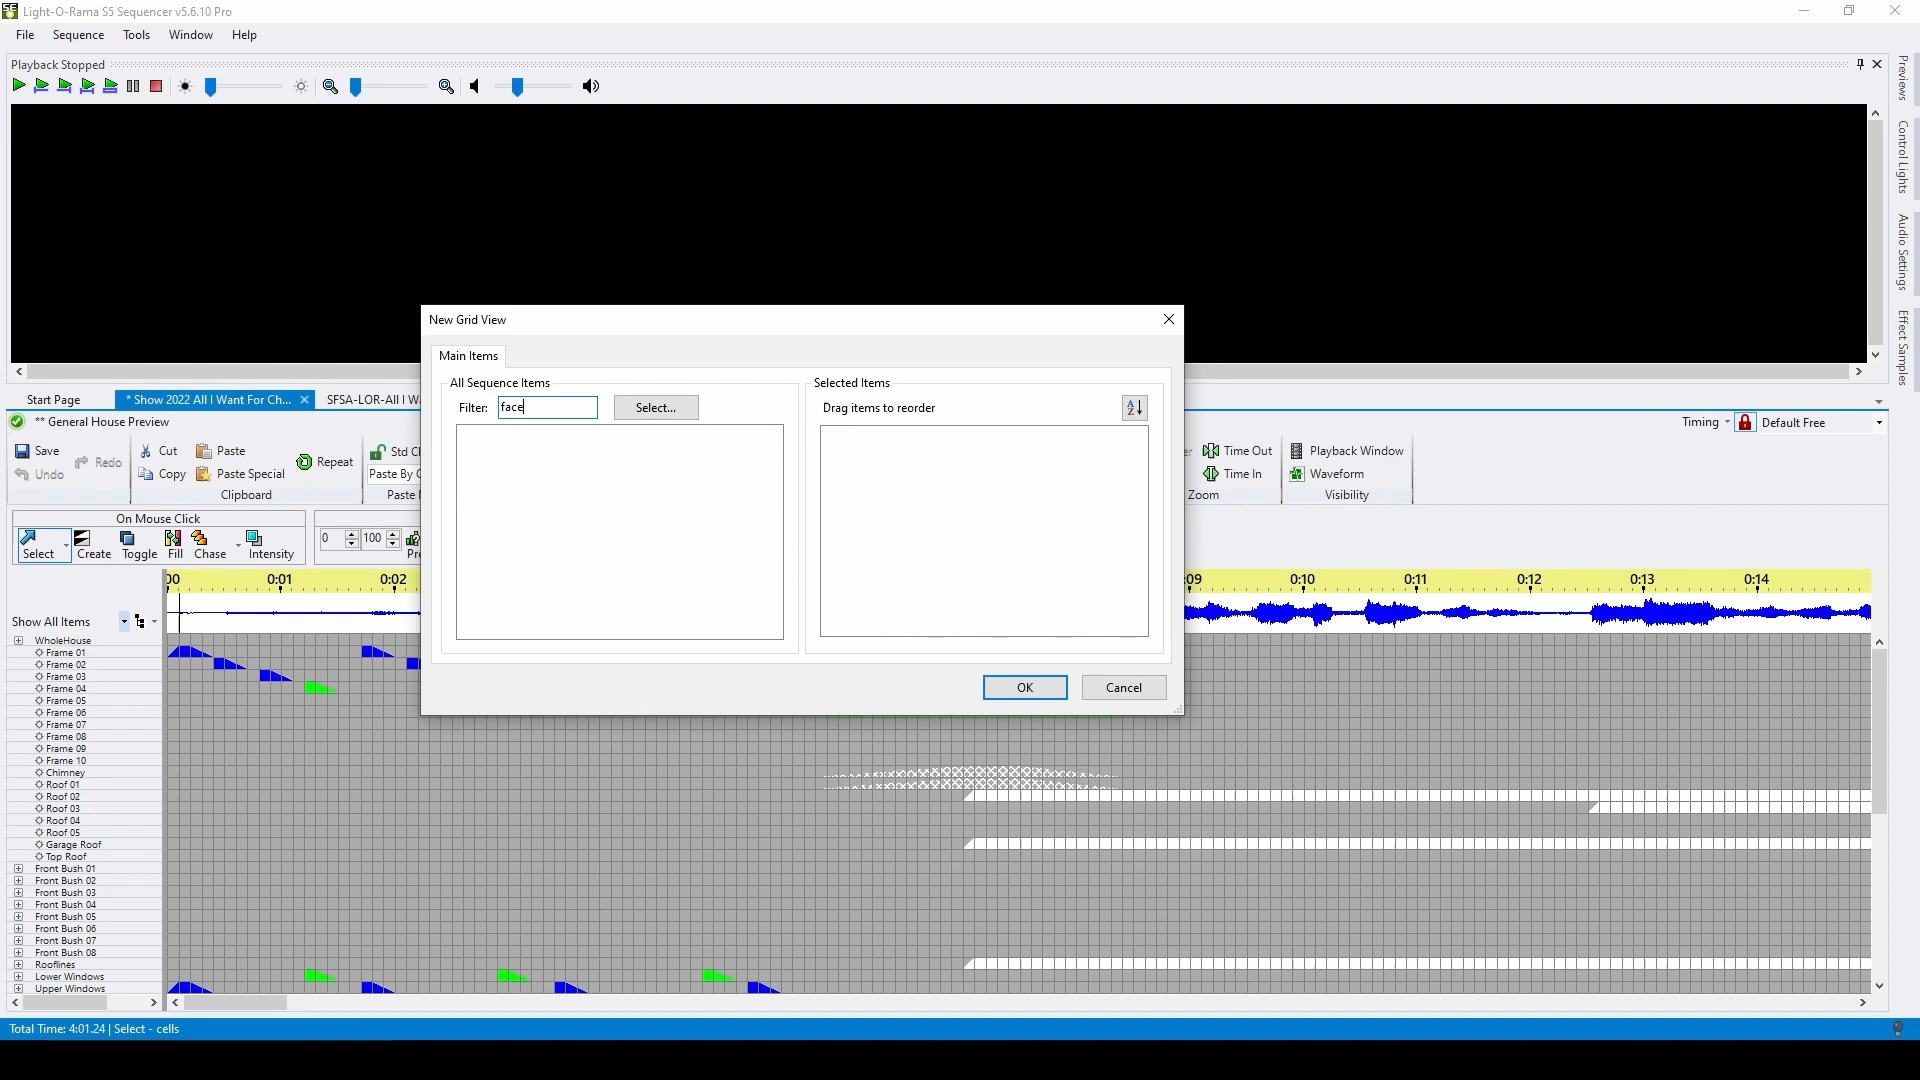 Light-O-Rama S5 Sequencer v5.6.10 Pro
File Sequence Tools Window Help
Playback Stopped
Previews
Control Lights
Audio Settings
Effect Samples
New Grid View
Main Items
All Sequence Items
Filter: face
Select...
Selected Items
Drag items to reorder
OK
Cancel
Start Page
* Show 2022 All I Want For Ch...
SFSA-LOR-All I W
** General House Preview
Timing
Default Free
Save
Undo
Redo
Cut
Copy
Paste
Paste Special
Repeat
Clipboard
Std C
Paste By
Paste
Time Out
Time In
Zoom
Playback Window
Waveform
Visibility
On Mouse Click
Select Create Toggle Fill Chase Intensity
0 100
Pr
00 0:01 0:02 :09 0:10 0:11 0:12 0:13 0:14
Show All Items
WholeHouse
Frame 01
Frame 02
Frame 03
Frame 04
Frame 05
Frame 06
Frame 07
Frame 08
Frame 09
Frame 10
Chimney
Roof 01
Roof 02
Roof 03
Roof 04
Roof 05
Garage Roof
Top Roof
Front Bush 01
Front Bush 02
Front Bush 03
Front Bush 04
Front Bush 05
Front Bush 06
Front Bush 07
Front Bush 08
Rooflines
Lower Windows
Upper Windows
Total Time: 4:01.24 | Select - cells